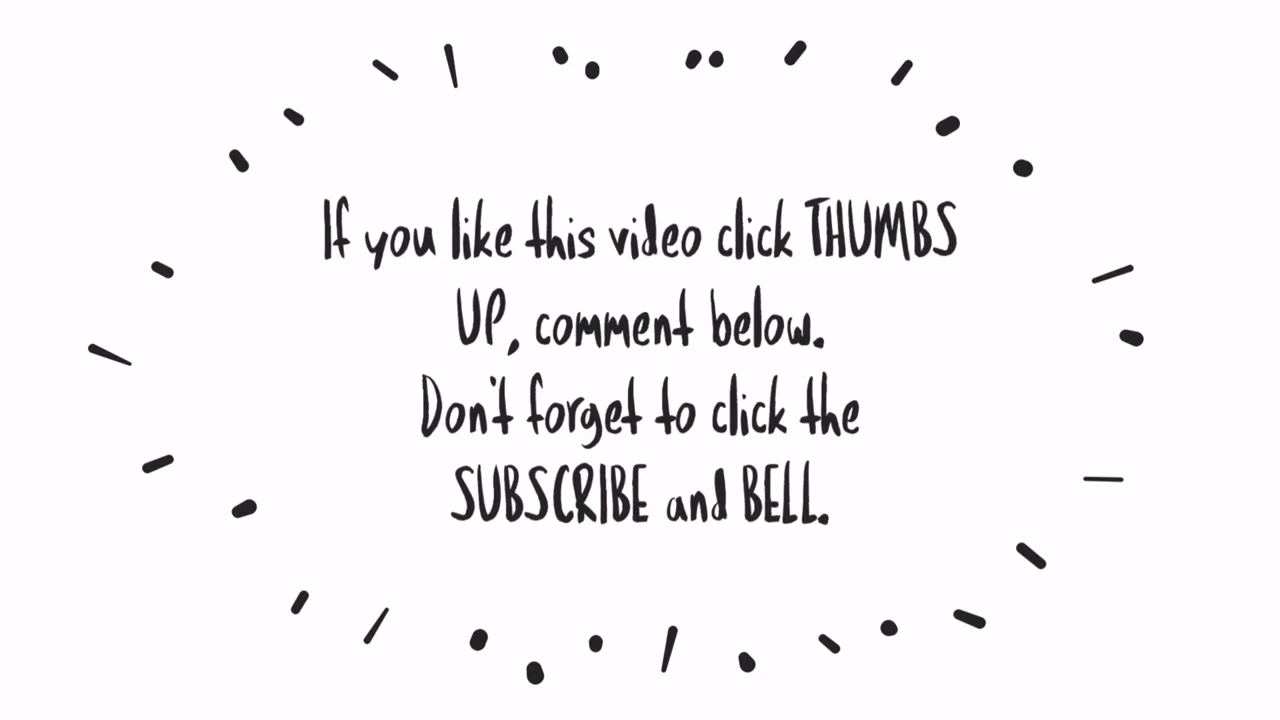 If you like this video click THUMBS
UP, comment below.
Don't forget to click the
SUBSCRIBE and BELL.